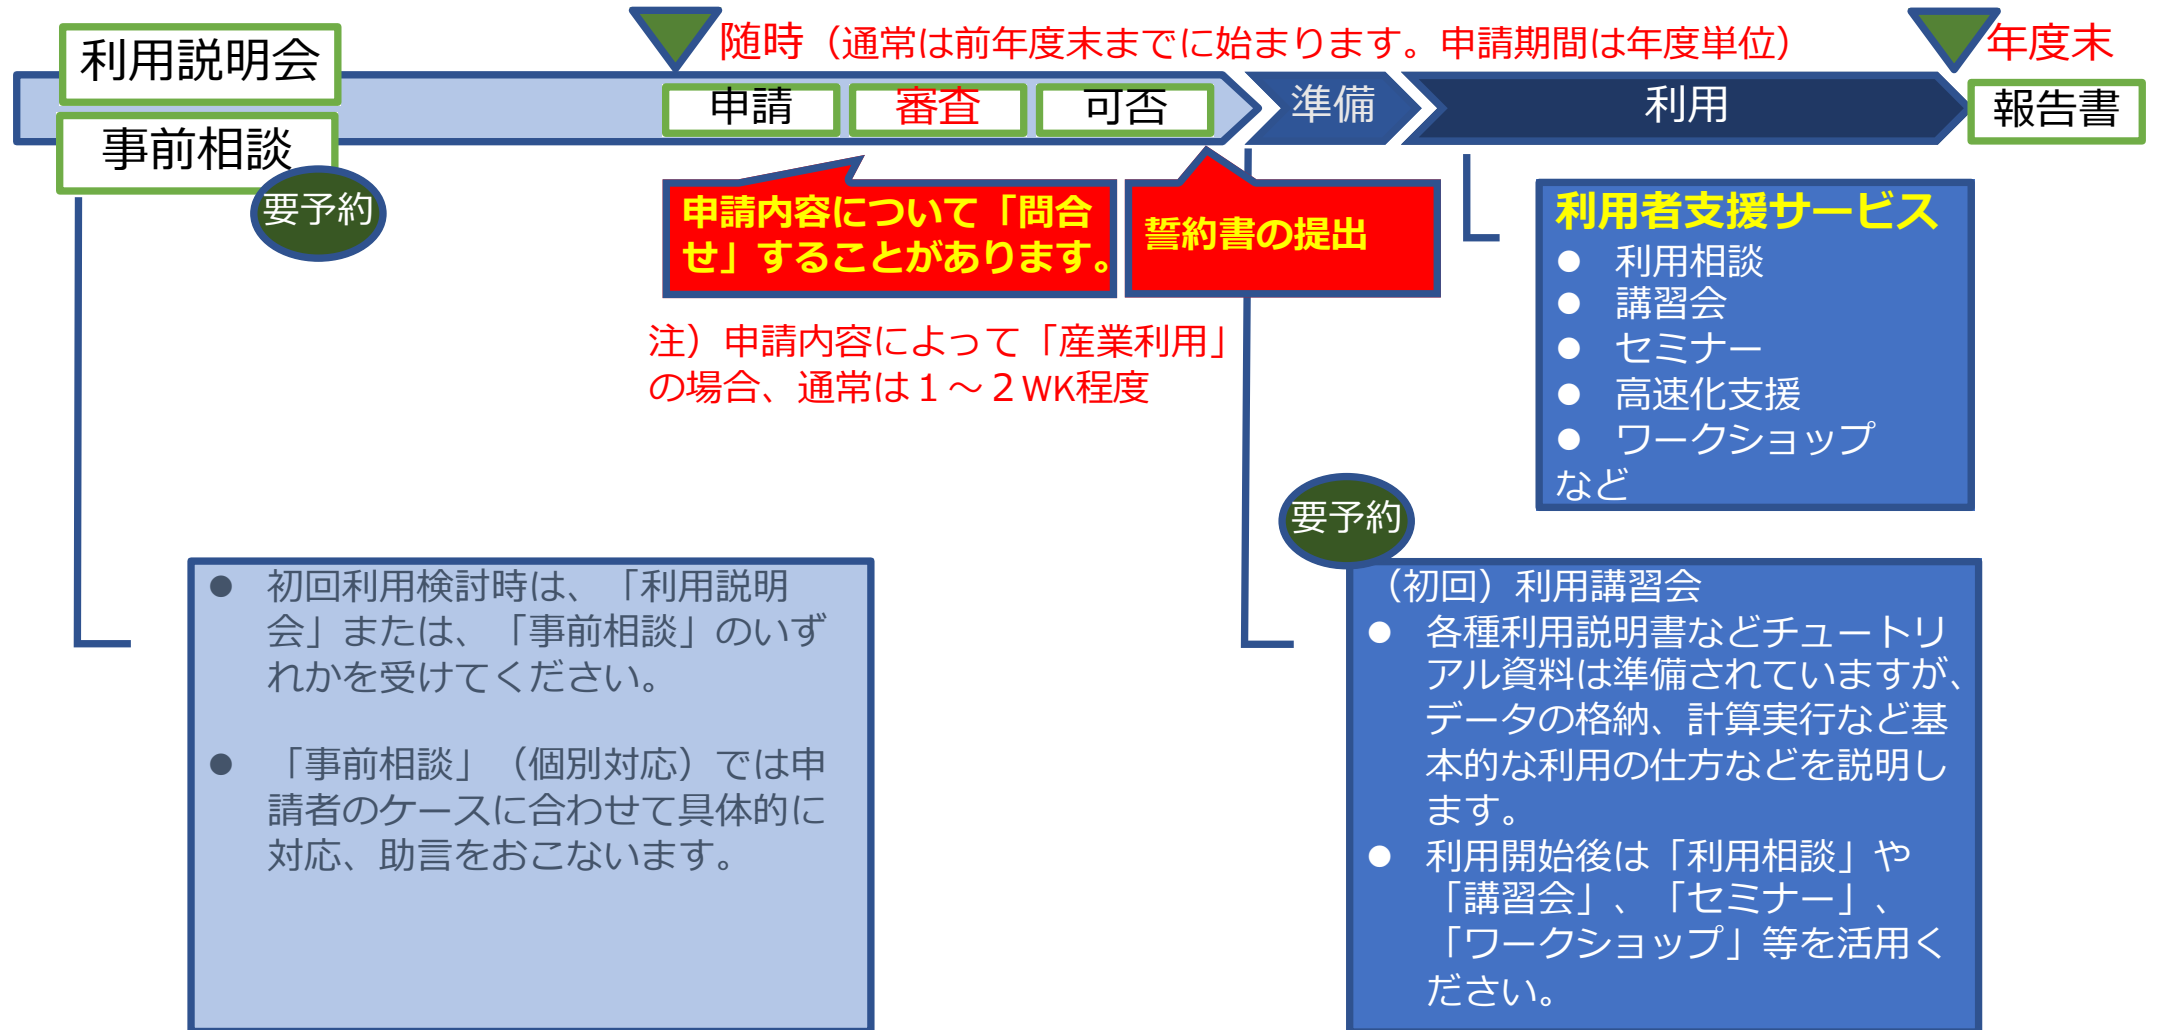 利用説明会
事前相談
要予約
随時（通常は前年度末までに始まります。申請期間は年度単位）
年度末
申請
審査
可否
準備
利用
報告書
申請内容について「問合
せ」することがあります。
誓約書の提出
注）申請内容によって「産業利用」
の場合、通常は１～２WK程度
利用者支援サービス
● 利用相談
● 講習会
● セミナー
● 高速化支援
● ワークショップ
など
● 初回利用検討時は、「利用説明
会」または、「事前相談」のいず
れかを受けてください。
● 「事前相談」（個別対応）では申
請者のケースに合わせて具体的に
対応、助言をおこないます。
要予約
（初回）利用講習会
● 各種利用説明書などチュートリ
アル資料は準備されていますが、
データの格納、計算実行など基
本的な利用の仕方などを説明し
ます。
● 利用開始後は「利用相談」や
「講習会」、「セミナー」、
「ワークショップ」等を活用く
ださい。